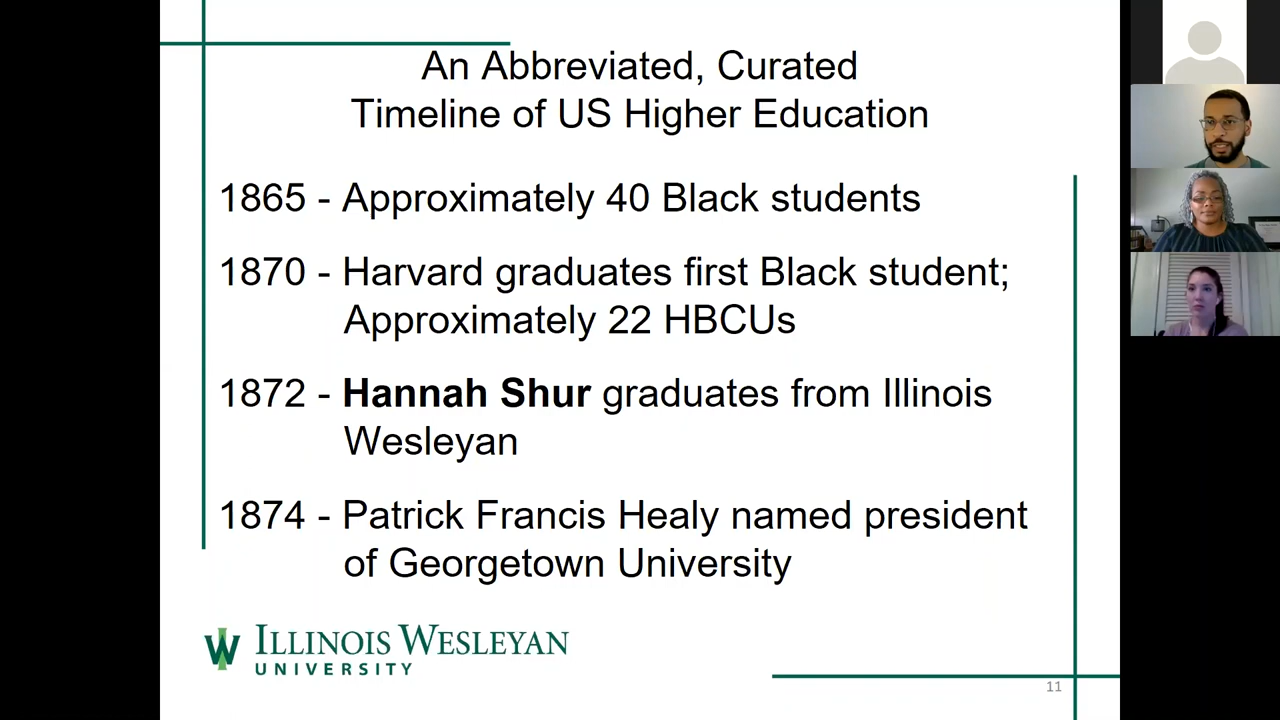 An Abbreviated, Curated
Timeline of US Higher Education
1865 - Approximately 40 Black students
1870 - Harvard graduates first Black student;
Approximately 22 HBCUs
1872 - Hannah Shur graduates from Illinois
Wesleyan
1874 - Patrick Francis Healy named president
of Georgetown University
W ILLINOIS WESLEYAN
UNIVERSITY
11